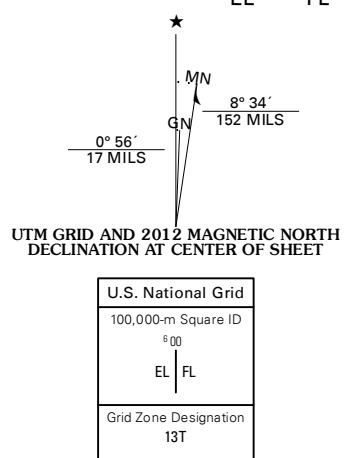 EL FL
★
MN
8° 34´
152 MILS
GN
0° 56´
17 MILS
UTM GRID AND 2012 MAGNETIC NORTH
DECLINATION AT CENTER OF SHEET
U.S. National Grid
100,000-m Square ID
⁶00
EL FL
Grid Zone Designation
13T